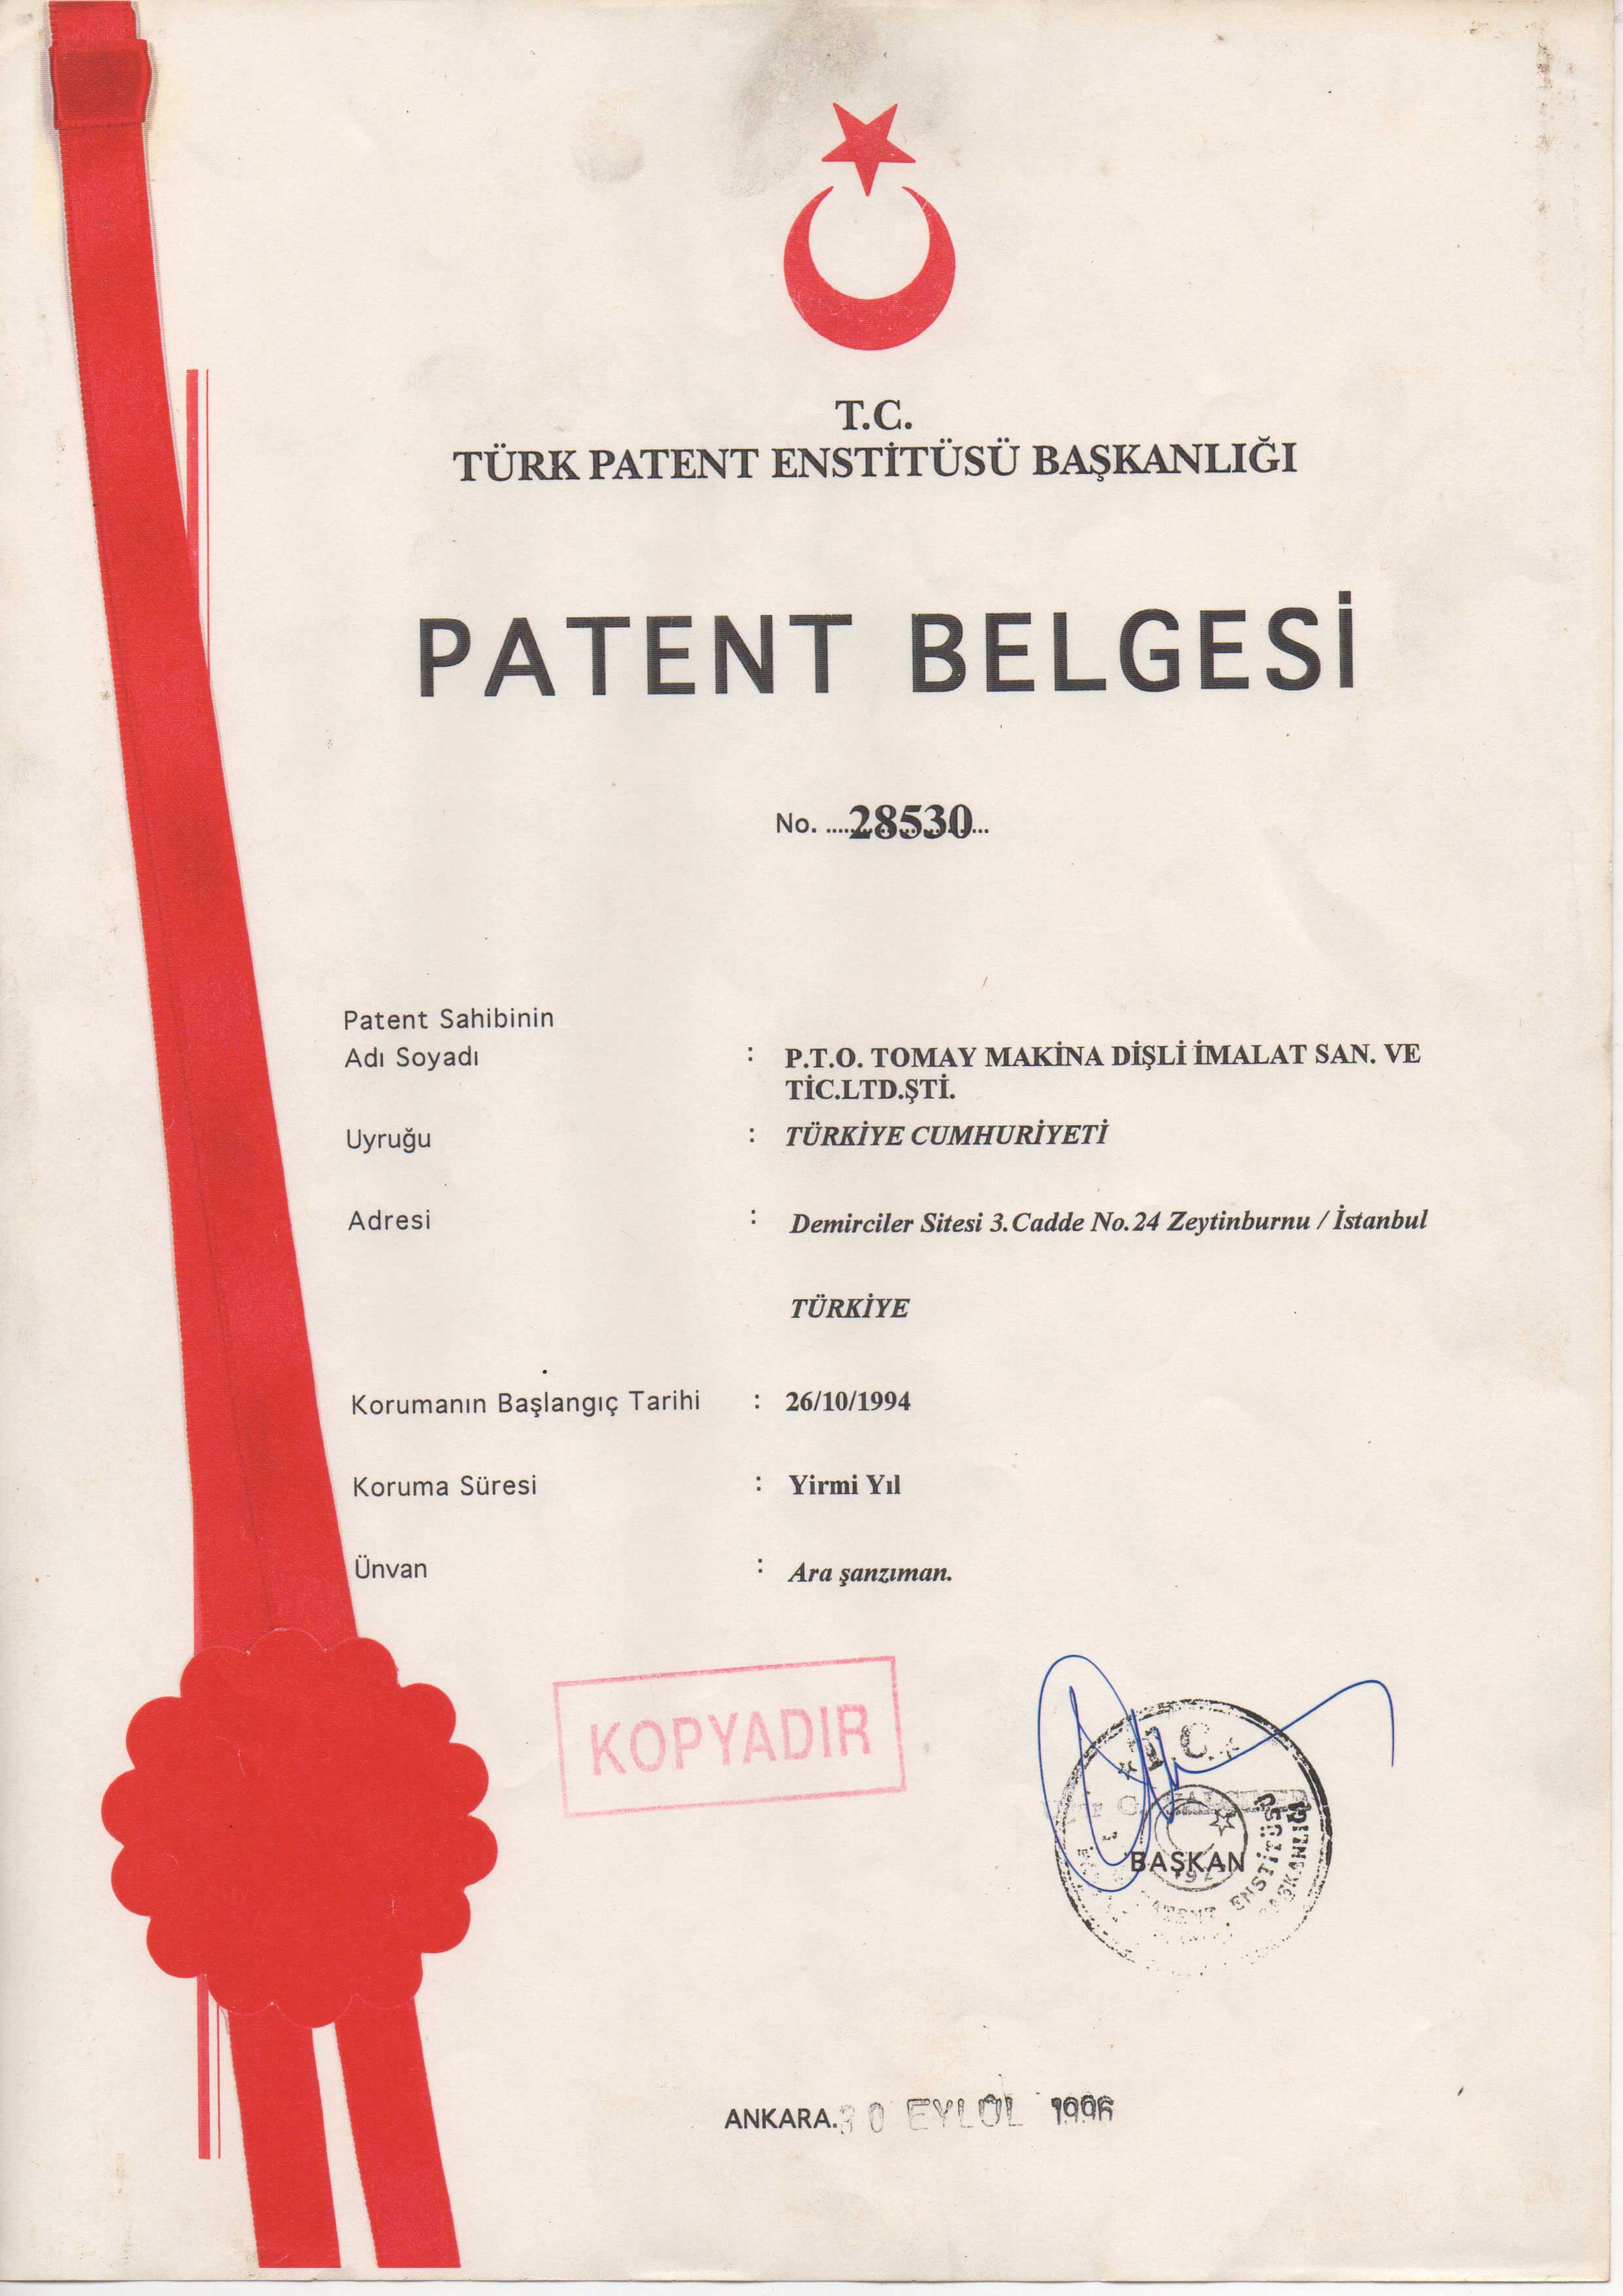 T.C.
TÜRK PATENT ENSTİTÜSÜ BAŞKANLIĞI
PATENT BELGESİ
No. ....28530....
Patent Sahibinin
Adı Soyadı : P.T.O. TOMAY MAKİNA DİŞLİ İMALAT SAN. VE
TİC.LTD.ŞTİ.
Uyruğu : TÜRKİYE CUMHURİYETİ
Adresi : Demirciler Sitesi 3.Cadde No.24 Zeytinburnu / İstanbul
TÜRKİYE
Korumanın Başlangıç Tarihi : 26/10/1994
Koruma Süresi : Yirmi Yıl
Ünvan : Ara şanzıman.
KOPYADIR
T.C.
BAŞKAN
ENSTİTÜSÜ
BAŞKANLIĞI
ANKARA.30 EYLÜL 1996